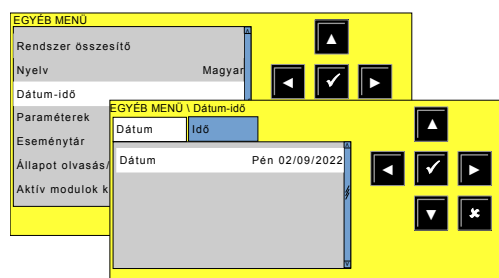 EGYÉB MENÜ
Rendszer összesítő
Nyelv Magyar
Dátum-idő
Paraméterek
Eseménytár
Állapot olvasás/
Aktív modulok k
EGYÉB MENÜ \ Dátum-idő
Dátum Idő
Dátum Pén 02/09/2022